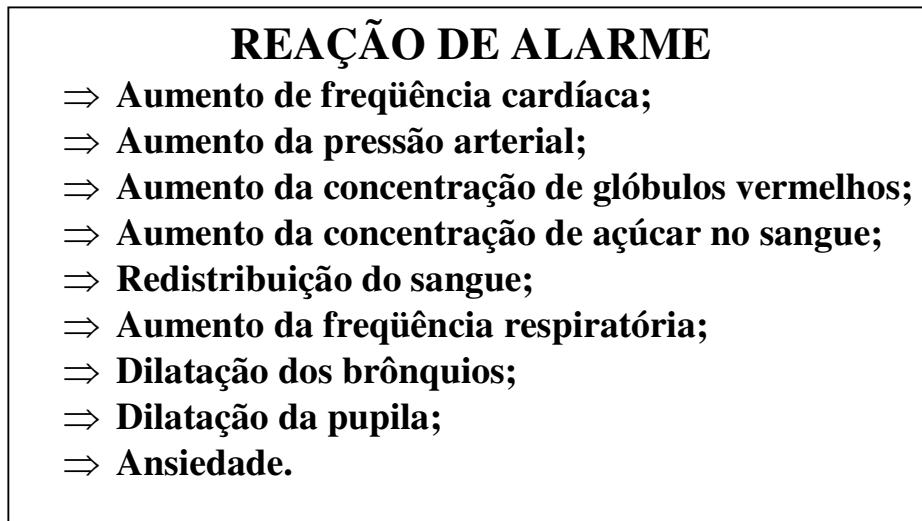 REAÇÃO DE ALARME
⇒ Aumento de freqüência cardíaca;
⇒ Aumento da pressão arterial;
⇒ Aumento da concentração de glóbulos vermelhos;
⇒ Aumento da concentração de açúcar no sangue;
⇒ Redistribuição do sangue;
⇒ Aumento da freqüência respiratória;
⇒ Dilatação dos brônquios;
⇒ Dilatação da pupila;
⇒ Ansiedade.